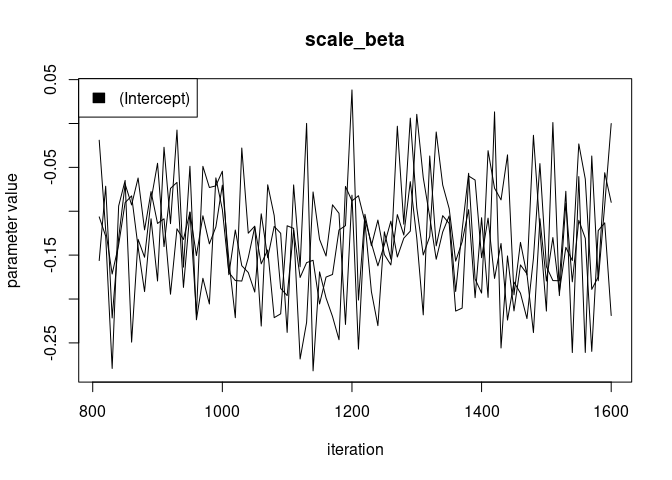 scale_beta
(Intercept)
parameter value
0.05
-0.05
-0.15
-0.25
800 1000 1200 1400 1600
iteration